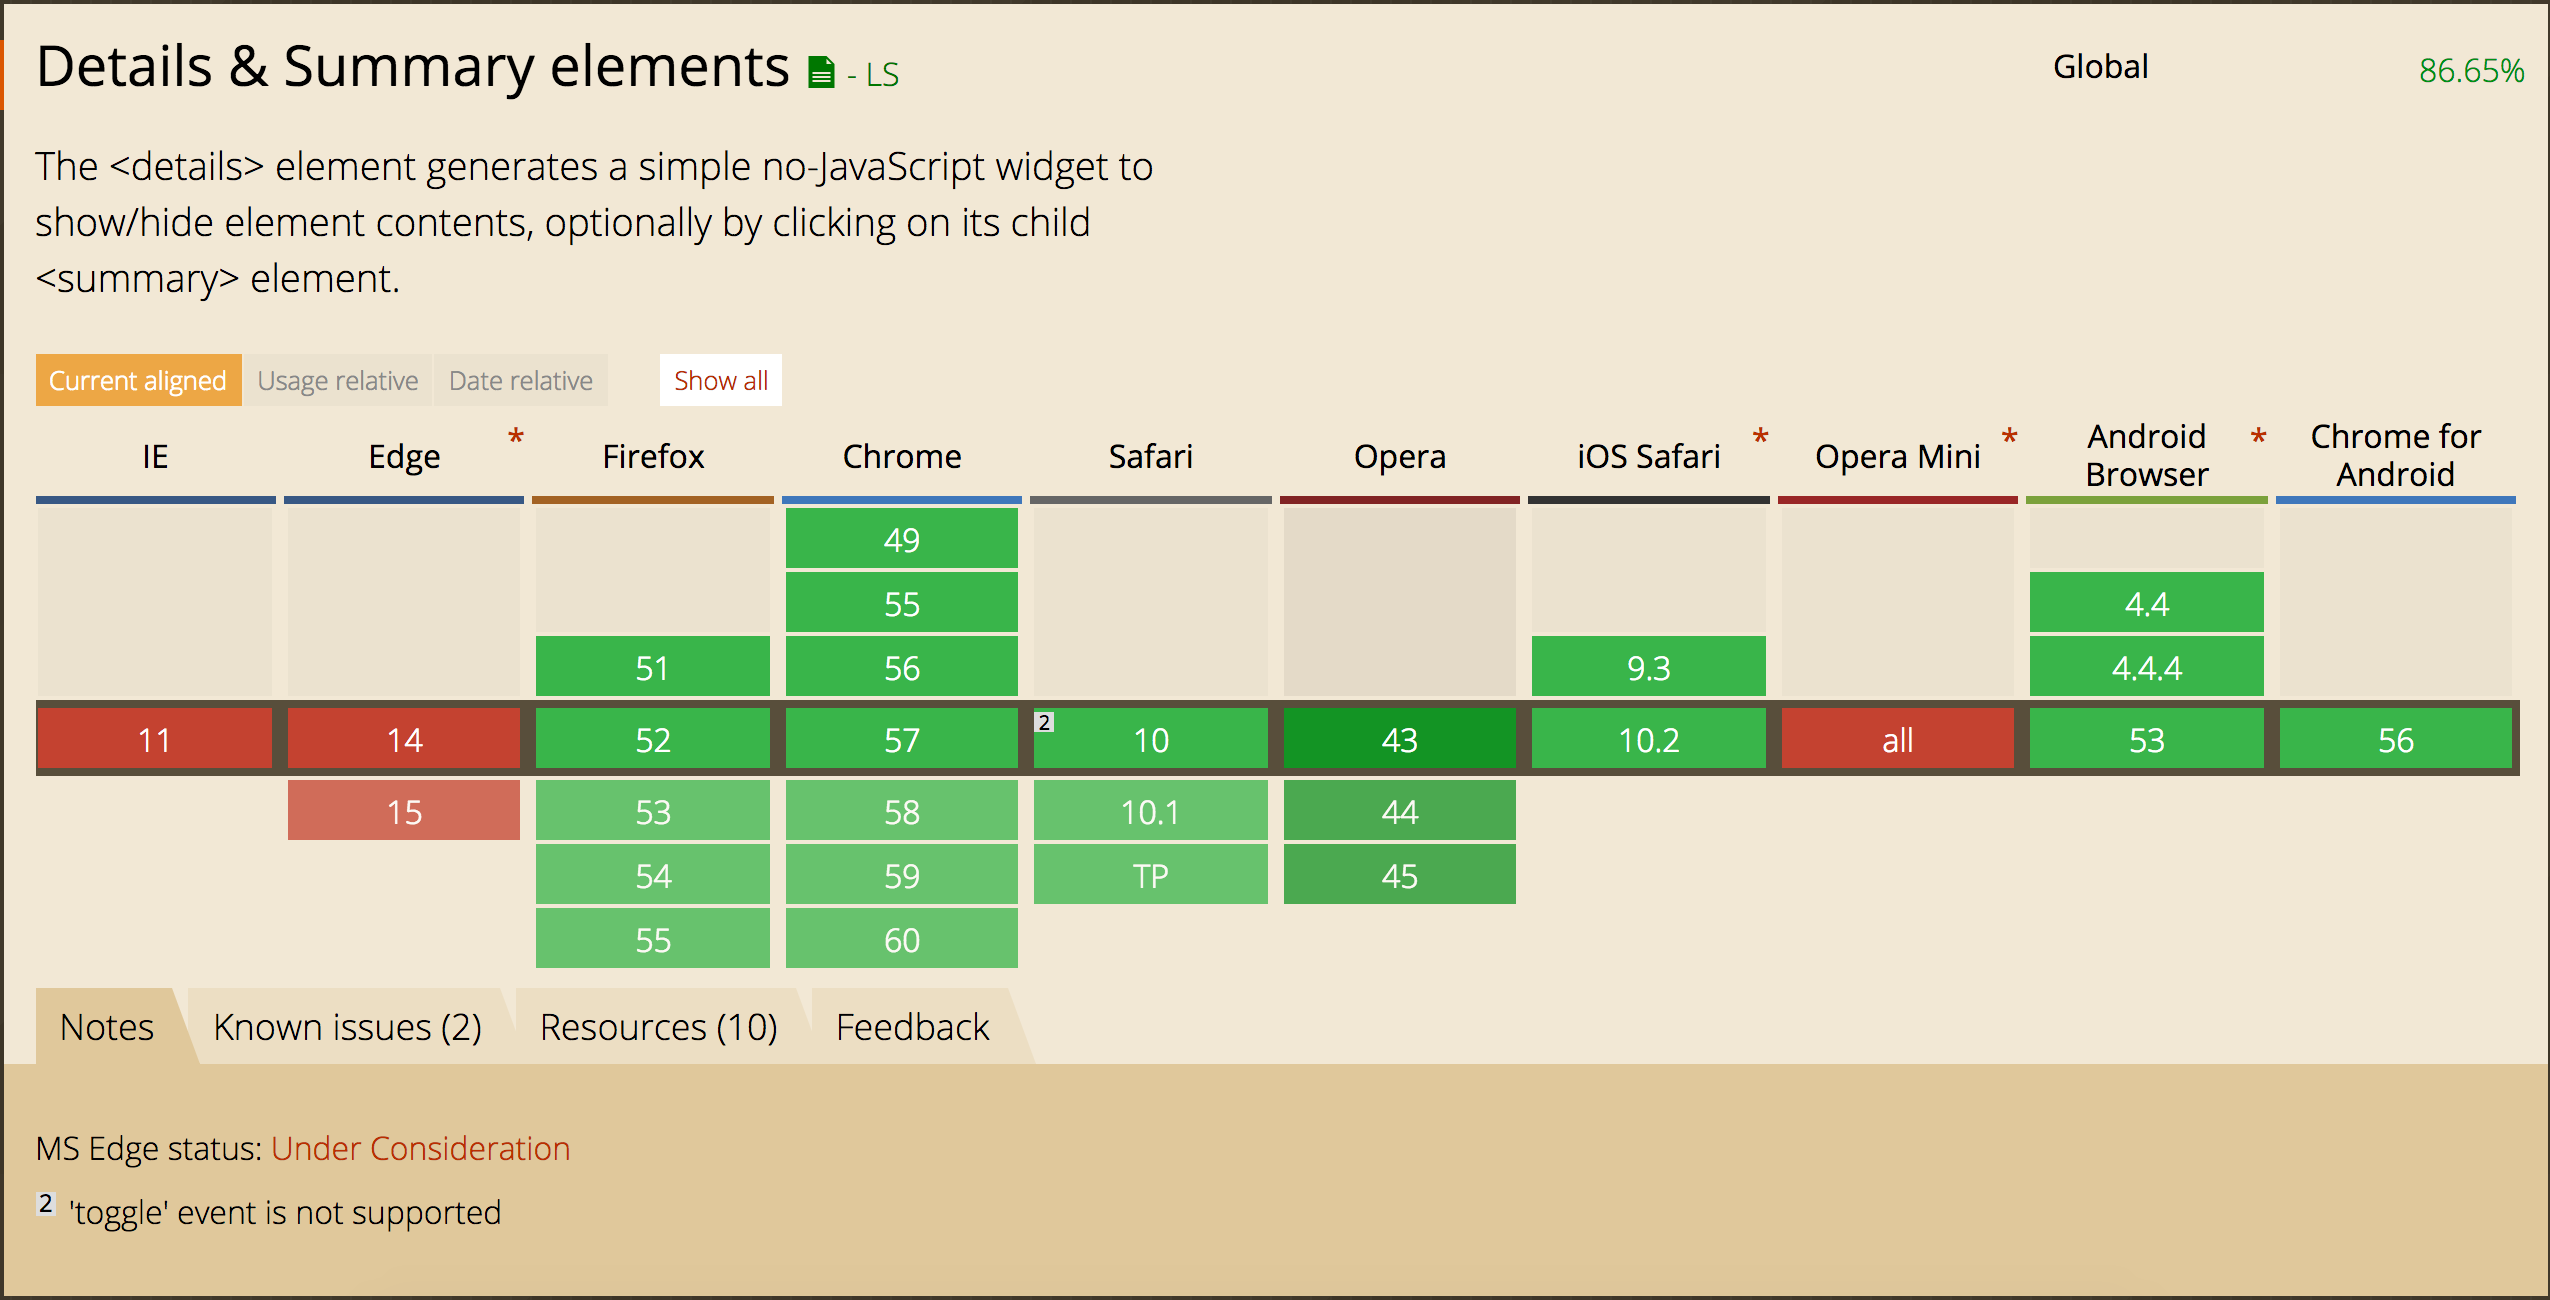 Details & Summary elements - LS
Global 86.65%
The <details> element generates a simple no-JavaScript widget to
show/hide element contents, optionally by clicking on its child
<summary> element.
Current aligned Usage relative Date relative Show all
IE Edge * Firefox Chrome Safari Opera iOS Safari * Opera Mini * Android Browser * Chrome for Android
49
55 4.4
51 56 9.3 4.4.4
11 14 52 57 2 10 43 10.2 all 53 56
15 53 58 10.1 44
54 59 TP 45
55 60
Notes Known issues (2) Resources (10) Feedback
MS Edge status: Under Consideration
2 'toggle' event is not supported